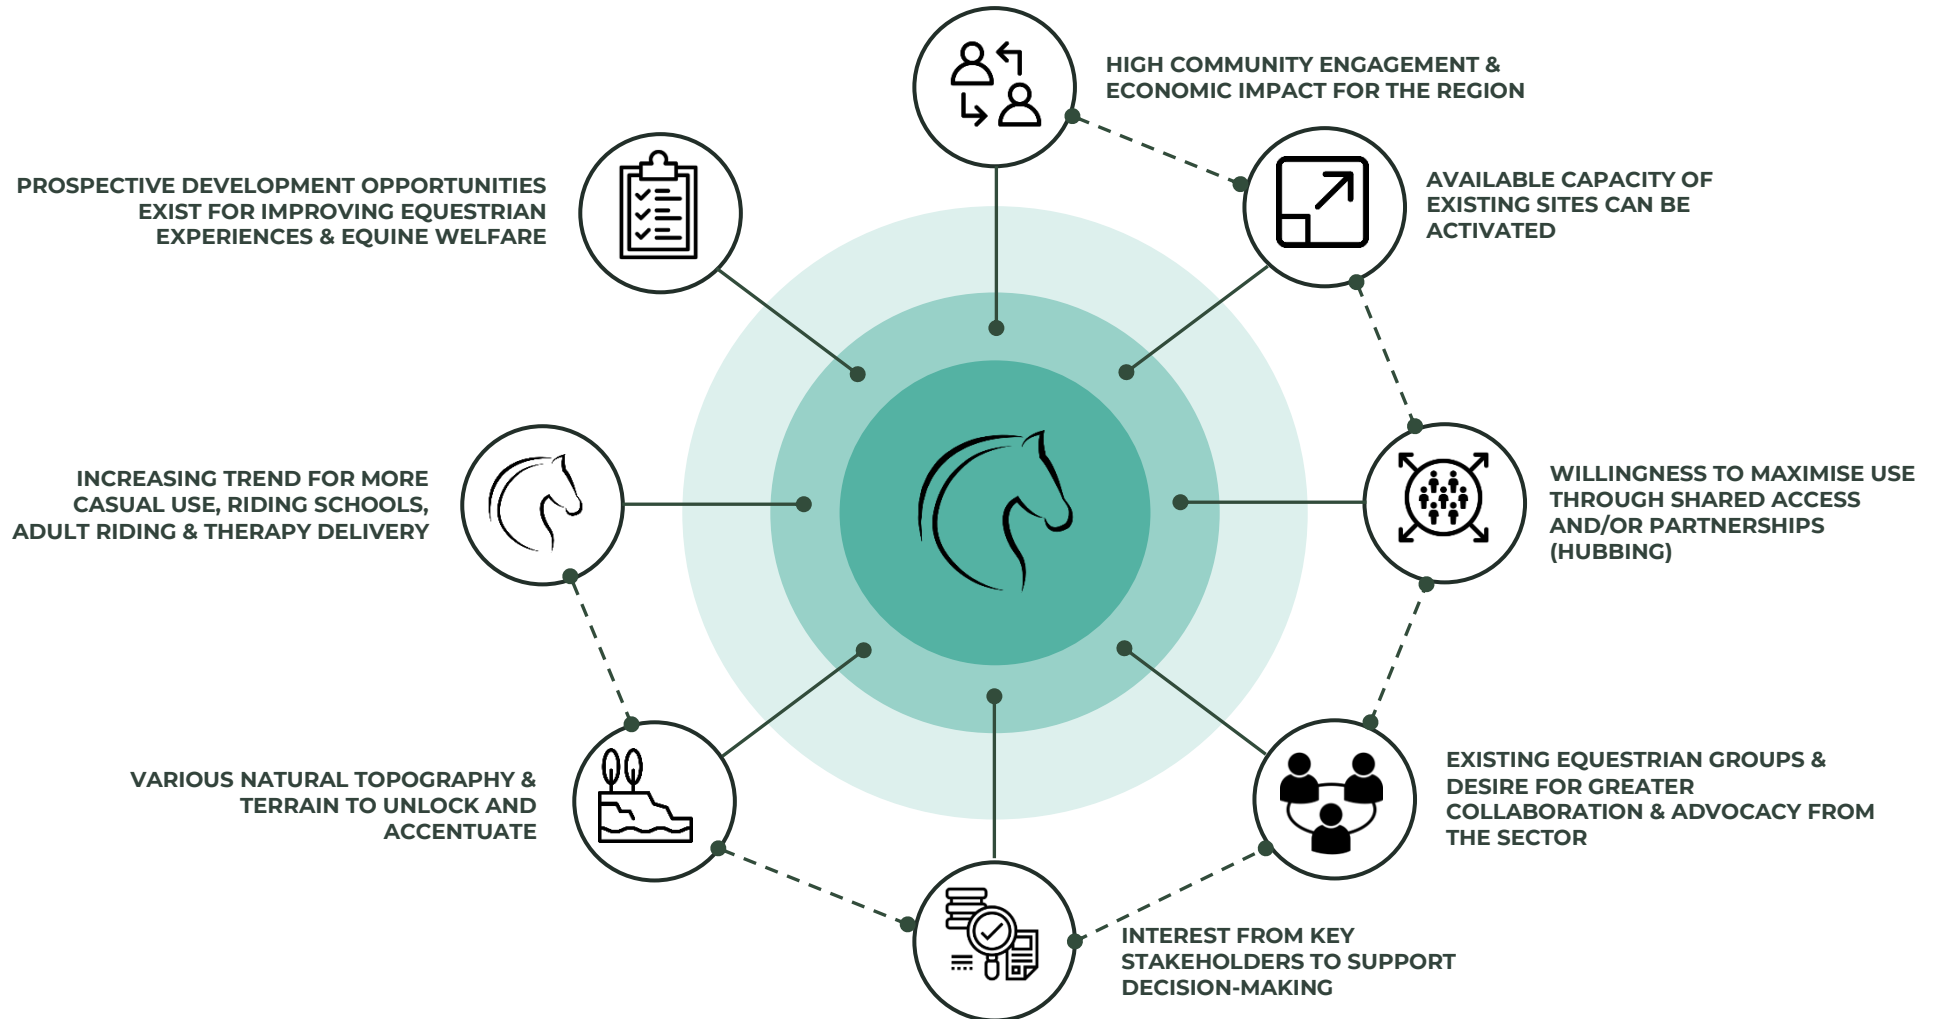 HIGH COMMUNITY ENGAGEMENT &
ECONOMIC IMPACT FOR THE REGION
AVAILABLE CAPACITY OF
EXISTING SITES CAN BE
ACTIVATED
WILLINGNESS TO MAXIMISE USE
THROUGH SHARED ACCESS
AND/OR PARTNERSHIPS
(HUBBING)
EXISTING EQUESTRIAN GROUPS &
DESIRE FOR GREATER
COLLABORATION & ADVOCACY FROM
THE SECTOR
INTEREST FROM KEY
STAKEHOLDERS TO SUPPORT
DECISION-MAKING
VARIOUS NATURAL TOPOGRAPHY &
TERRAIN TO UNLOCK AND
ACCENTUATE
INCREASING TREND FOR MORE
CASUAL USE, RIDING SCHOOLS,
ADULT RIDING & THERAPY DELIVERY
PROSPECTIVE DEVELOPMENT OPPORTUNITIES
EXIST FOR IMPROVING EQUESTRIAN
EXPERIENCES & EQUINE WELFARE